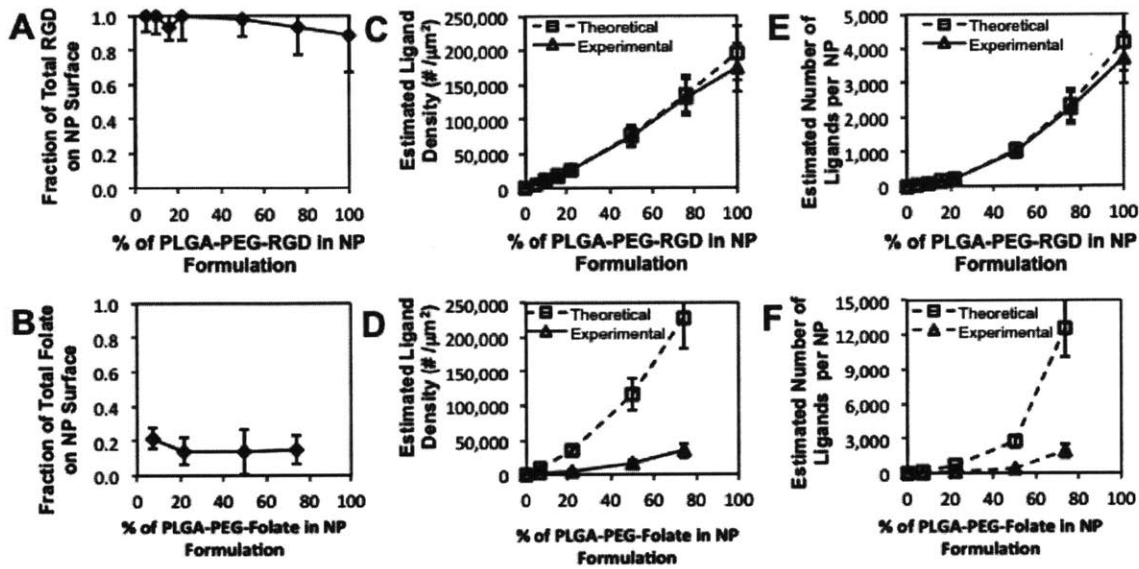 A
Fraction of Total RGD
on NP Surface
1.0
0.8
0.6
0.4
0.2
0.0
0 20 40 60 80 100
% of PLGA-PEG-RGD in NP
Formulation
C
Estimated Ligand
Density (# /µm²)
250,000
200,000
150,000
100,000
50,000
0
Theoretical
Experimental
0 20 40 60 80 100
% of PLGA-PEG-RGD in NP
Formulation
E
Estimated Number of
Ligands per NP
5,000
4,000
3,000
2,000
1,000
0
Theoretical
Experimental
0 20 40 60 80 100
% of PLGA-PEG-RGD in NP
Formulation
B
Fraction of Total Folate
on NP Surface
1.0
0.8
0.6
0.4
0.2
0.0
0 20 40 60 80 100
% of PLGA-PEG-Folate in NP
Formulation
D
Estimated Ligand
Density (# /µm²)
250,000
200,000
150,000
100,000
50,000
0
Theoretical
Experimental
0 20 40 60 80 100
% of PLGA-PEG-Folate in NP
Formulation
F
Estimated Number of
Ligands per NP
15,000
12,000
9,000
6,000
3,000
0
Theoretical
Experimental
0 20 40 60 80 100
% of PLGA-PEG-Folate in NP
Formulation